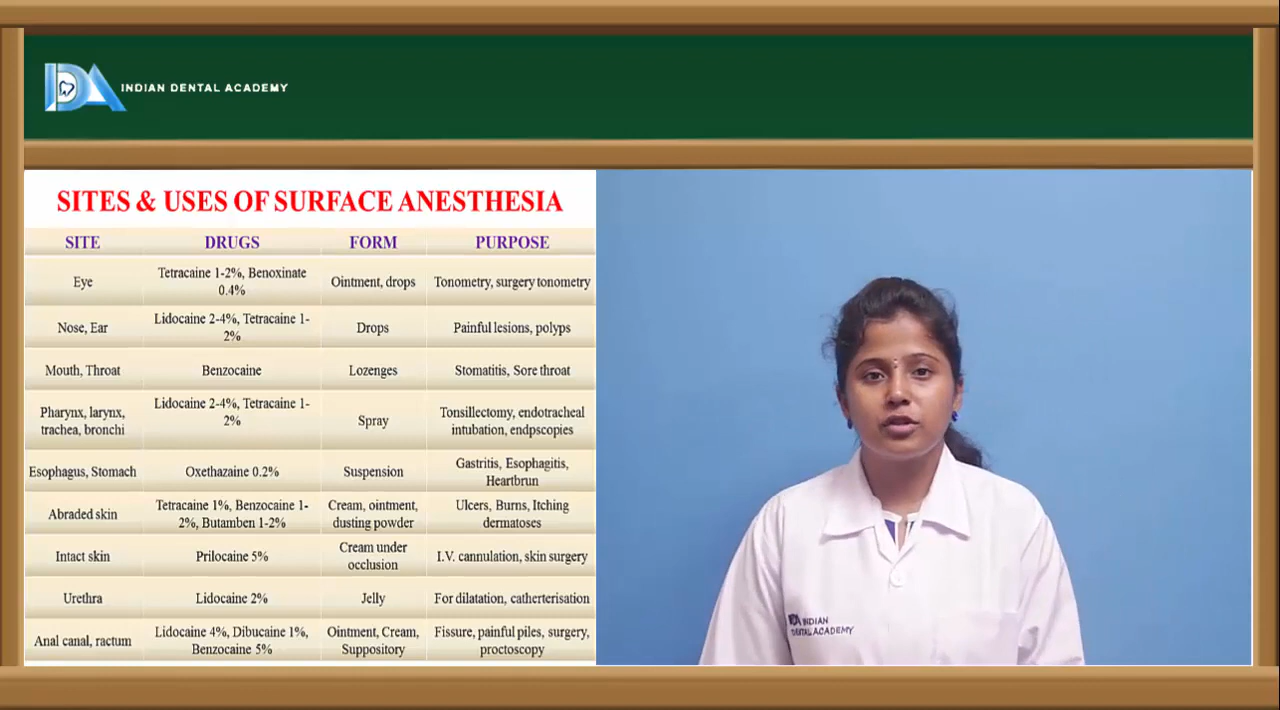 INDIAN DENTAL ACADEMY
SITES & USES OF SURFACE ANESTHESIA
SITE DRUGS FORM PURPOSE
Eye
Tetracaine 1-2%, Benoxinate
0.4%
Ointment, drops
Tonometry, surgery tonometry
Nose, Ear
Lidocaine 2-4%, Tetracaine 1-
2%
Drops
Painful lesions, polyps
Mouth, Throat
Benzocaine
Lozenges
Stomatitis, Sore throat
Pharynx, larynx,
trachea, bronchi
Lidocaine 2-4%, Tetracaine 1-
2%
Spray
Tonsillectomy, endotracheal
intubation, endpscopies
Esophagus, Stomach
Oxethazaine 0.2%
Suspension
Gastritis, Esophagitis,
Heartbrun
Abraded skin
Tetracaine 1%, Benzocaine 1-
2%, Butamben 1-2%
Cream, ointment,
dusting powder
Ulcers, Burns, Itching
dermatoses
Intact skin
Prilocaine 5%
Cream under
occlusion
I.V. cannulation, skin surgery
Urethra
Lidocaine 2%
Jelly
For dilatation, catherterisation
Anal canal, ractum
Lidocaine 4%, Dibucaine 1%,
Benzocaine 5%
Ointment, Cream,
Suppository
Fissure, painful piles, surgery,
proctoscopy
INDIAN
DENTAL ACADEMY